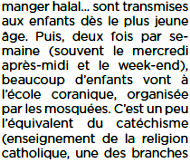 manger halal... sont transmises
aux enfants dès le plus jeune
âge. Puis, deux fois par se-
maine (souvent le mercredi
après-midi et le week-end),
beaucoup d'enfants vont à
l'école coranique, organisée
par les mosquées. C'est un peu
l'équivalent du catéchisme
(enseignement de la religion
catholique, une des branches